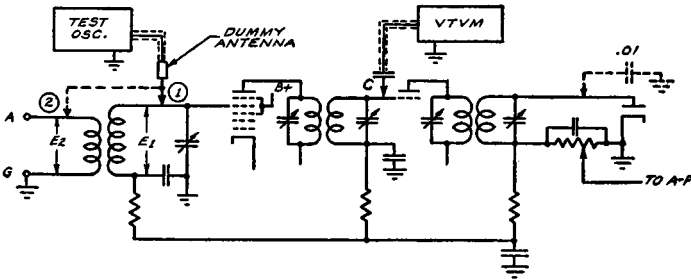 TEST
OSC.
DUMMY
ANTENNA
VTVM
.01
②
①
B+
C
A
E2
E1
G
TO A-F